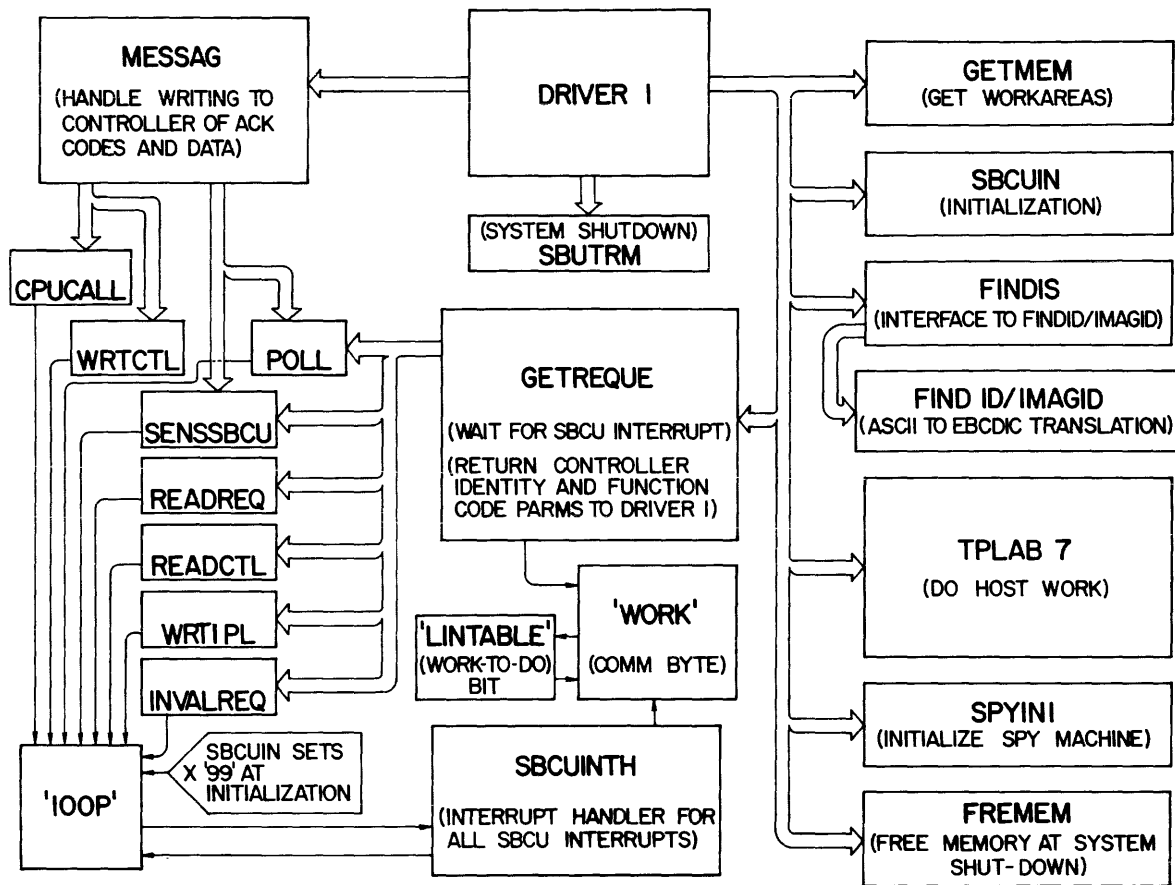 MESSAG
(HANDLE WRITING TO
CONTROLLER OF ACK
CODES AND DATA)
DRIVER 1
(SYSTEM SHUTDOWN)
SBUTRM
GETMEM
(GET WORKAREAS)
SBCUIN
(INITIALIZATION)
FINDIS
(INTERFACE TO FINDID/IMAGID)
FIND ID/IMAGID
(ASCII TO EBCDIC TRANSLATION)
TPLAB 7
(DO HOST WORK)
SPYINI
(INITIALIZE SPY MACHINE)
FREMEM
(FREE MEMORY AT SYSTEM
SHUT-DOWN)
CPUCALL
WRTCTL
POLL
SENSSBCU
READREQ
READCTL
WRTIPL
INVALREQ
GETREQUE
(WAIT FOR SBCU INTERRUPT)
(RETURN CONTROLLER
IDENTITY AND FUNCTION
CODE PARMS TO DRIVER 1)
'LINTABLE'
(WORK-TO-DO)
BIT
'WORK'
(COMM BYTE)
'IOOP'
SBCUIN SETS
X '99' AT
INITIALIZATION
SBCUINTH
(INTERRUPT HANDLER FOR
ALL SBCU INTERRUPTS)